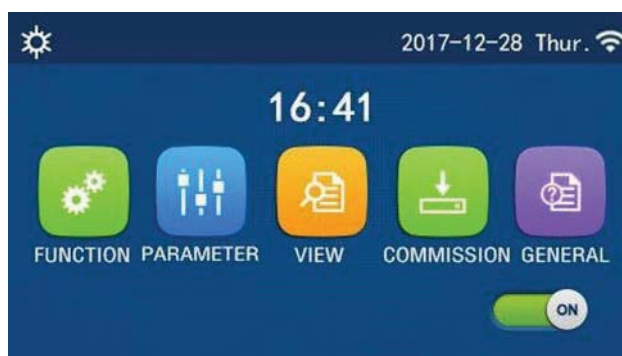 2017-12-28 Thur.
16:41
FUNCTION PARAMETER VIEW COMMISSION GENERAL
ON